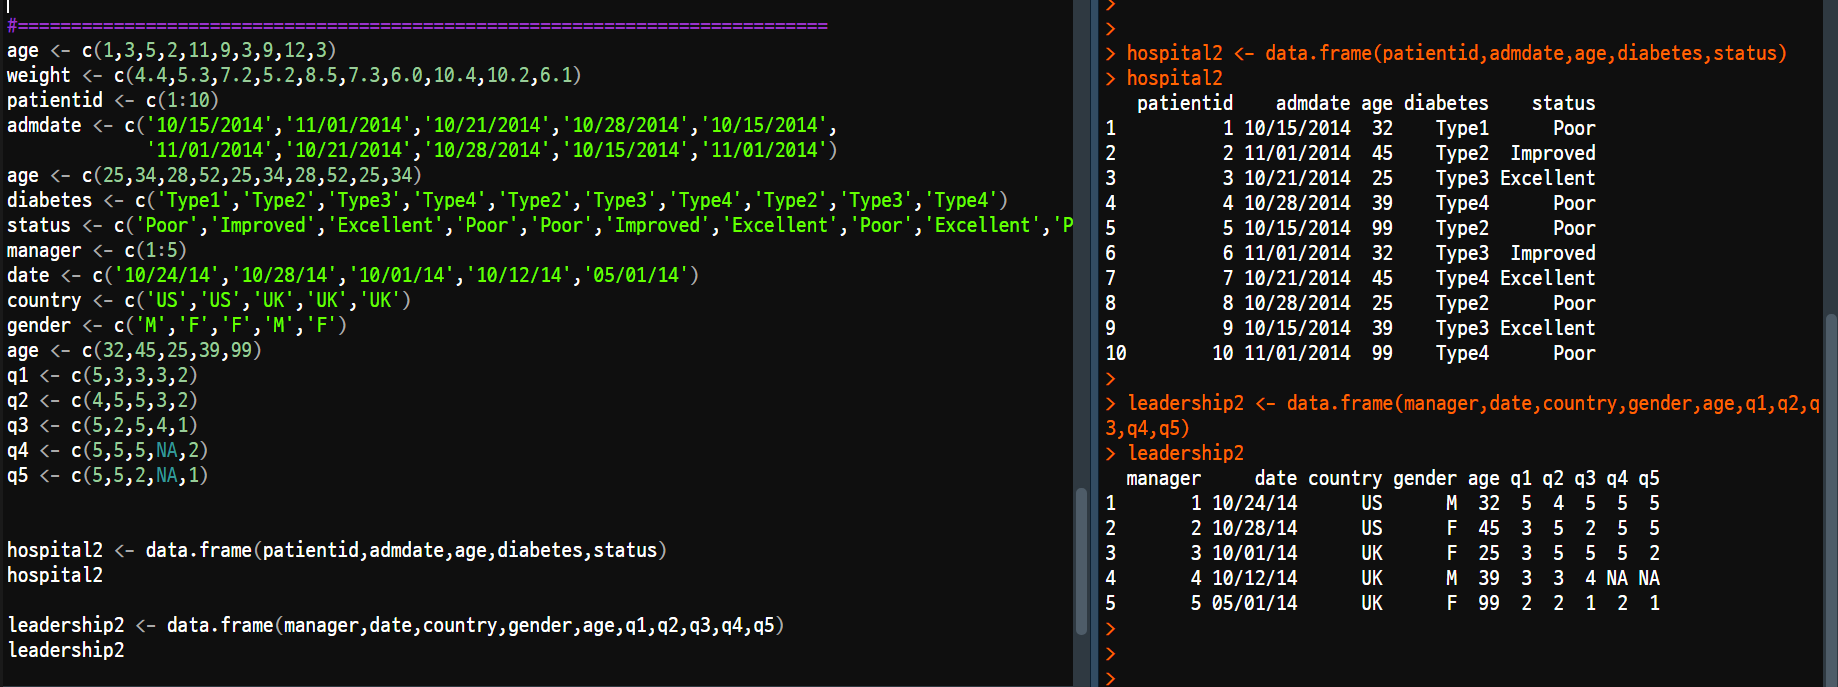 #============================================================================
age <- c(1,3,5,2,11,9,3,9,12,3)
weight <- c(4.4,5.3,7.2,5.2,8.5,7.3,6.0,10.4,10.2,6.1)
patientid <- c(1:10)
admdate <- c('10/15/2014','11/01/2014','10/21/2014','10/28/2014','10/15/2014',
'11/01/2014','10/21/2014','10/28/2014','10/15/2014','11/01/2014')
age <- c(25,34,28,52,25,34,28,52,25,34)
diabetes <- c('Type1','Type2','Type3','Type4','Type2','Type3','Type4','Type2','Type3','Type4')
status <- c('Poor','Improved','Excellent','Poor','Poor','Improved','Excellent','Poor','Excellent','P
manager <- c(1:5)
date <- c('10/24/14','10/28/14','10/01/14','10/12/14','05/01/14')
country <- c('US','US','UK','UK','UK')
gender <- c('M','F','F','M','F')
age <- c(32,45,25,39,99)
q1 <- c(5,3,3,3,2)
q2 <- c(4,5,5,3,2)
q3 <- c(5,2,5,4,1)
q4 <- c(5,5,5,NA,2)
q5 <- c(5,5,2,NA,1)
hospital2 <- data.frame(patientid,admdate,age,diabetes,status)
hospital2
leadership2 <- data.frame(manager,date,country,gender,age,q1,q2,q3,q4,q5)
leadership2
>
>
> hospital2 <- data.frame(patientid,admdate,age,diabetes,status)
> hospital2
patientid admdate age diabetes status
1 1 10/15/2014 32 Type1 Poor
2 2 11/01/2014 45 Type2 Improved
3 3 10/21/2014 25 Type3 Excellent
4 4 10/28/2014 39 Type4 Poor
5 5 10/15/2014 99 Type2 Poor
6 6 11/01/2014 32 Type3 Improved
7 7 10/21/2014 45 Type4 Excellent
8 8 10/28/2014 25 Type2 Poor
9 9 10/15/2014 39 Type3 Excellent
10 10 11/01/2014 99 Type4 Poor
>
> leadership2 <- data.frame(manager,date,country,gender,age,q1,q2,q
3,q4,q5)
> leadership2
manager date country gender age q1 q2 q3 q4 q5
1 1 10/24/14 US M 32 5 4 5 5 5
2 2 10/28/14 US F 45 3 5 2 5 5
3 3 10/01/14 UK F 25 3 5 5 5 2
4 4 10/12/14 UK M 39 3 3 4 NA NA
5 5 05/01/14 UK F 99 2 2 1 2 1
>
>
>